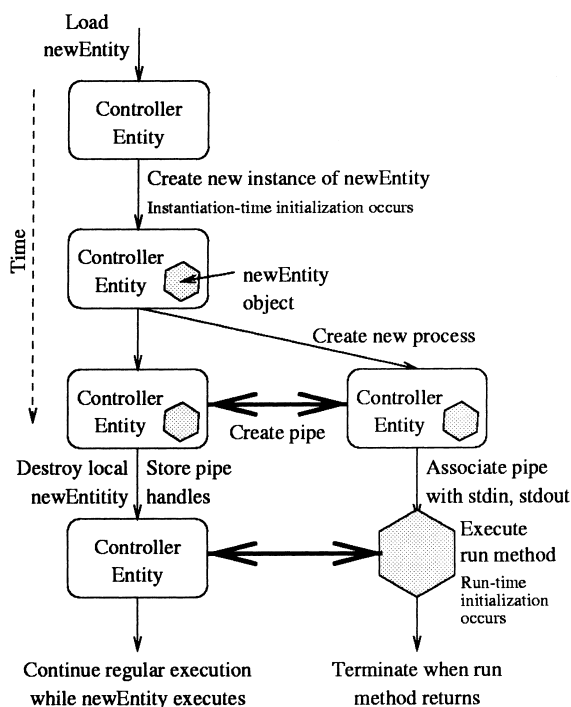 Load
newEntity
Controller
Entity
Time
Create new instance of newEntity
Instantiation-time initialization occurs
Controller
Entity
newEntity
object
Create new process
Controller
Entity
Create pipe
Controller
Entity
Destroy local
newEntitity
Store pipe
handles
Associate pipe
with stdin, stdout
Controller
Entity
Execute
run method
Run-time
initialization
occurs
Continue regular execution
while newEntity executes
Terminate when run
method returns